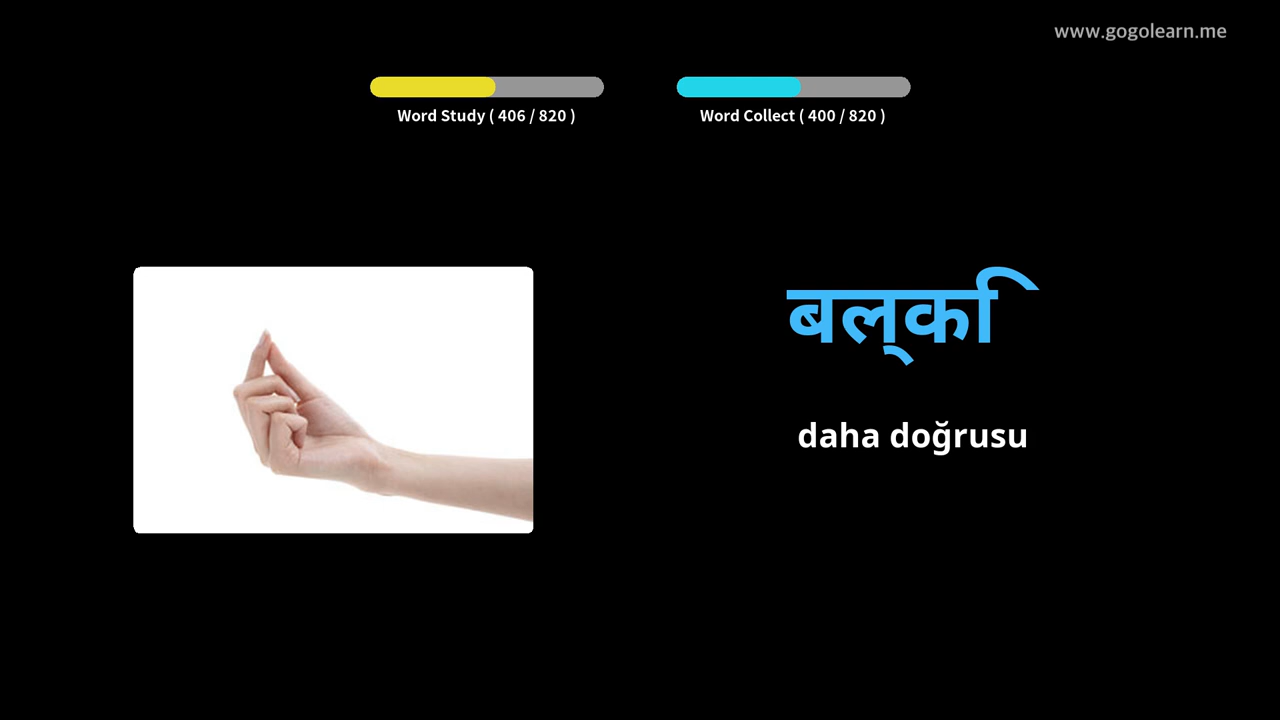 www.gogolearn.me
Word Study ( 406 / 820 )
Word Collect ( 400 / 820 )
बल्कि
daha doğrusu